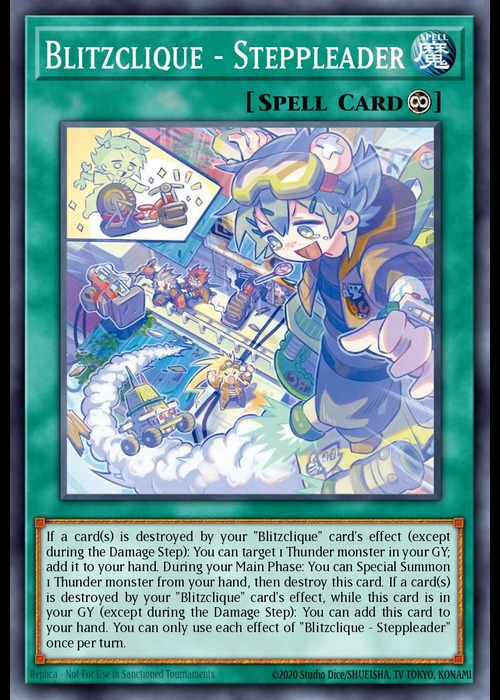 Blitzclique - Steppleader
SPELL
魔
[Spell Card]
If a card(s) is destroyed by your "Blitzclique" card's effect (except
during the Damage Step): You can target 1 Thunder monster in your GY;
add it to your hand. During your Main Phase: You can Special Summon
1 Thunder monster from your hand, then destroy this card. If a card(s)
is destroyed by your "Blitzclique" card's effect, while this card is in
your GY (except during the Damage Step): You can add this card to
your hand. You can only use each effect of "Blitzclique - Steppleader"
once per turn.
Replica - Not For Use in Sanctioned Tournaments
©2020 Studio Dice/SHUEISHA, TV TOKYO, KONAMI